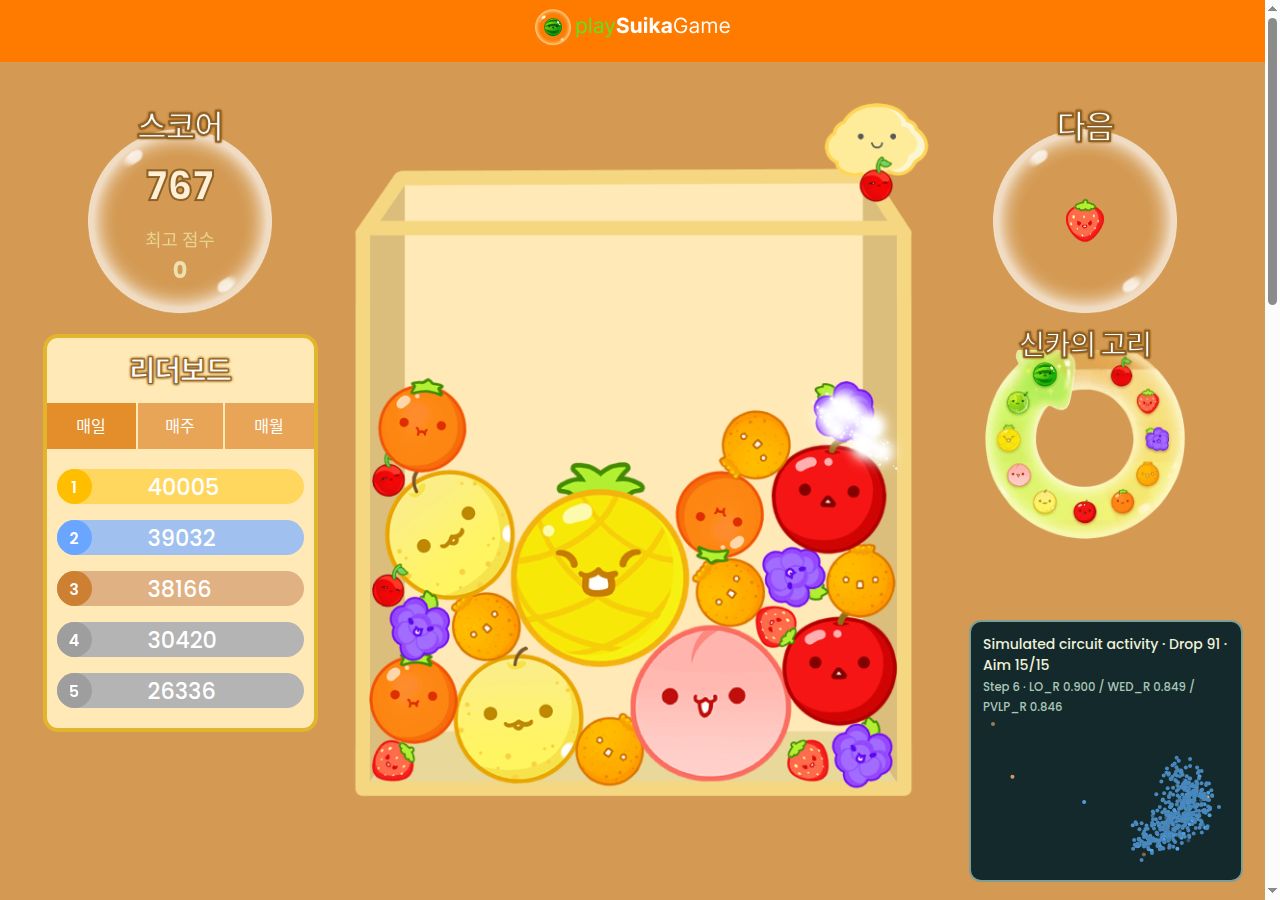 playSuikaGame
스코어
767
최고 점수
0
다음
리더보드
매일 매주 매월
1 40005
2 39032
3 38166
4 30420
5 26336
신카의 고리
Simulated circuit activity · Drop 91 ·
Aim 15/15
Step 6 · LO_R 0.900 / WED_R 0.849 /
PVLP_R 0.846